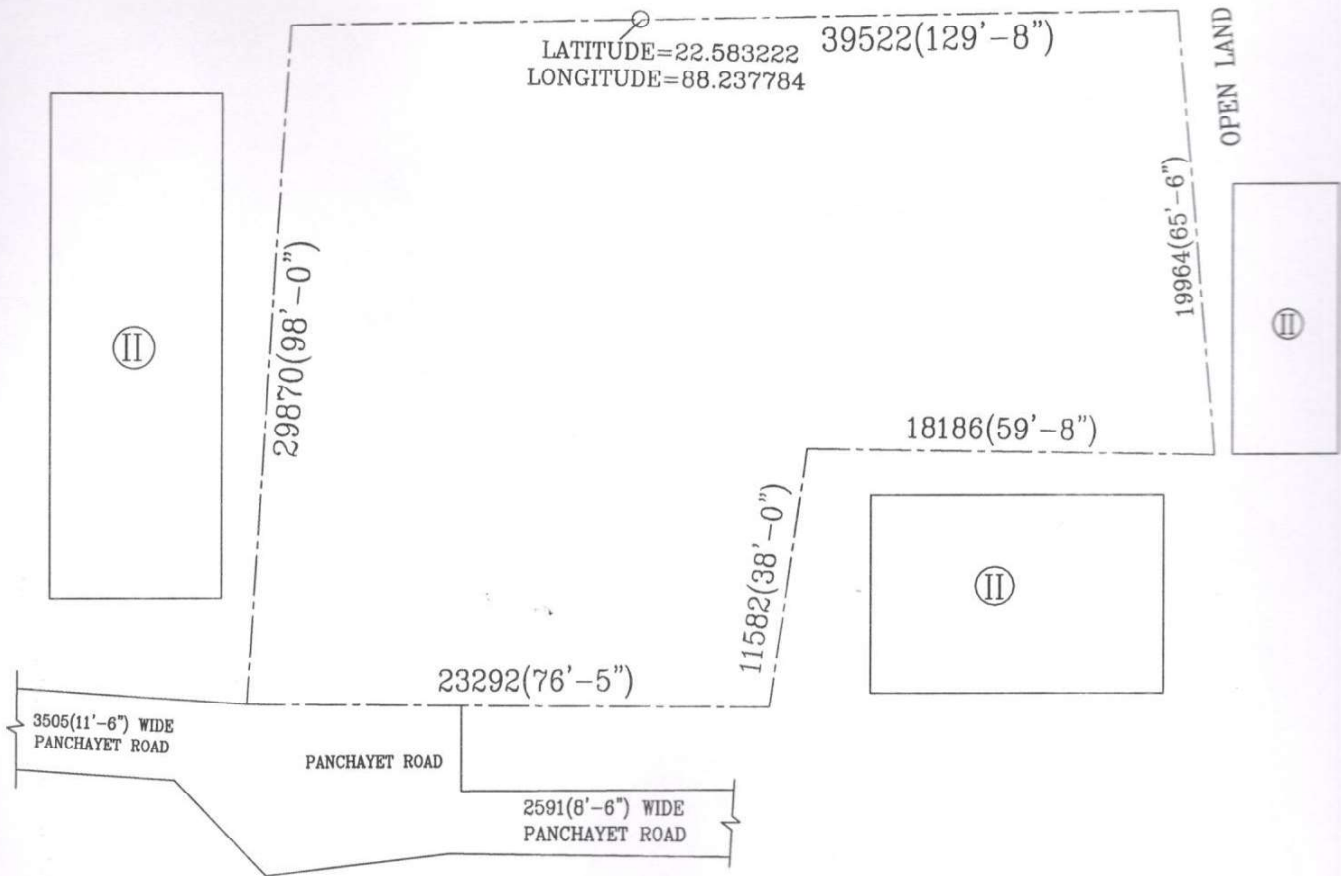 LATITUDE=22.583222
LONGITUDE=88.237784
39522(129'-8")
OPEN LAND
29870(98'-0")
19964(65'-6")
II
II
18186(59'-8")
11582(38'-0")
II
23292(76'-5")
3505(11'-6") WIDE
PANCHAYET ROAD
PANCHAYET ROAD
2591(8'-6") WIDE
PANCHAYET ROAD